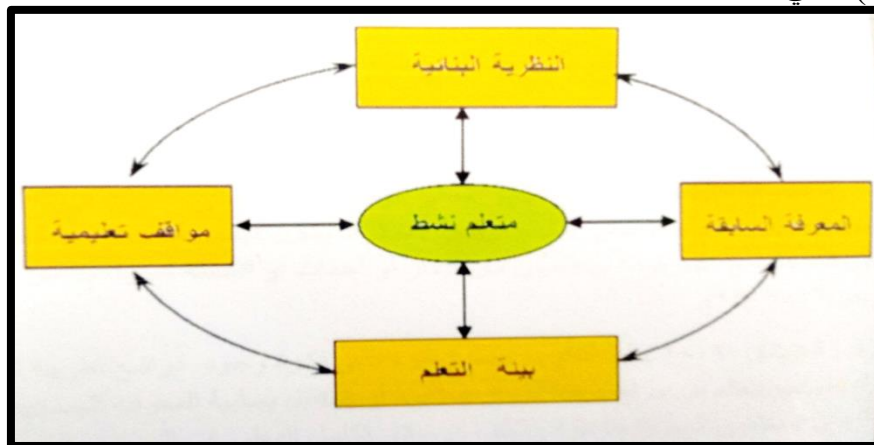 النظرية البنائية
المعرفة السابقة
متعلم نشط
مواقف تعليمية
بيئة التعلم